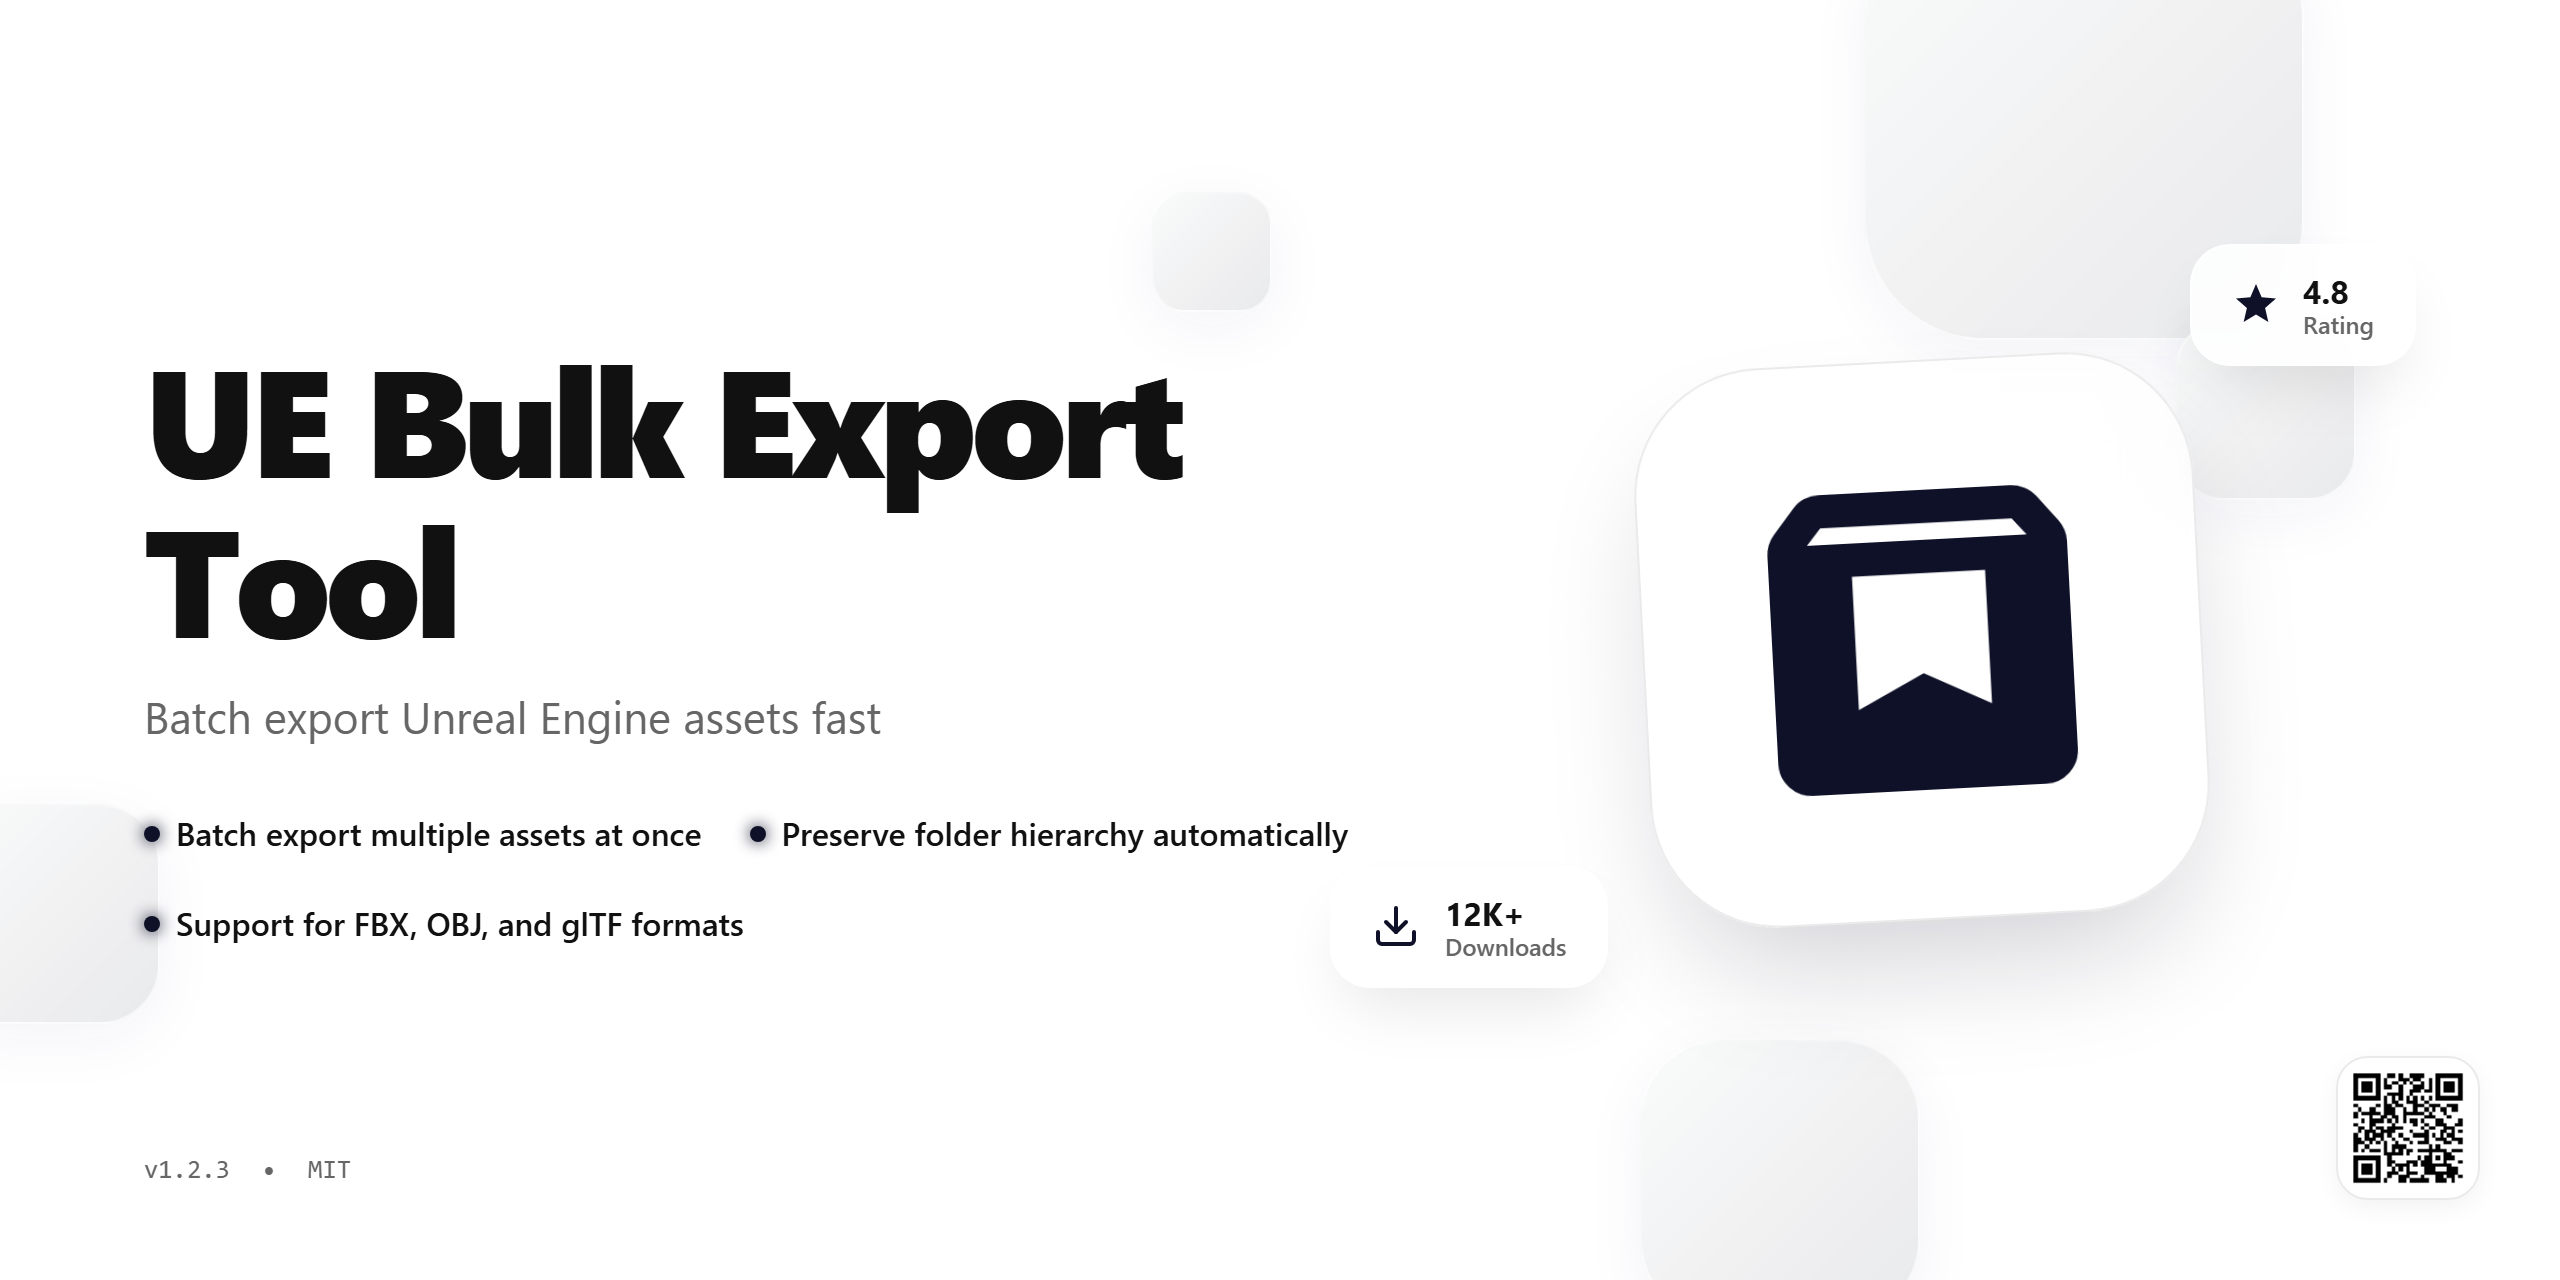 UE Bulk Export
Tool
Batch export Unreal Engine assets fast
Batch export multiple assets at once
Preserve folder hierarchy automatically
Support for FBX, OBJ, and glTF formats
4.8
Rating
12K+
Downloads
v1.2.3 • MIT